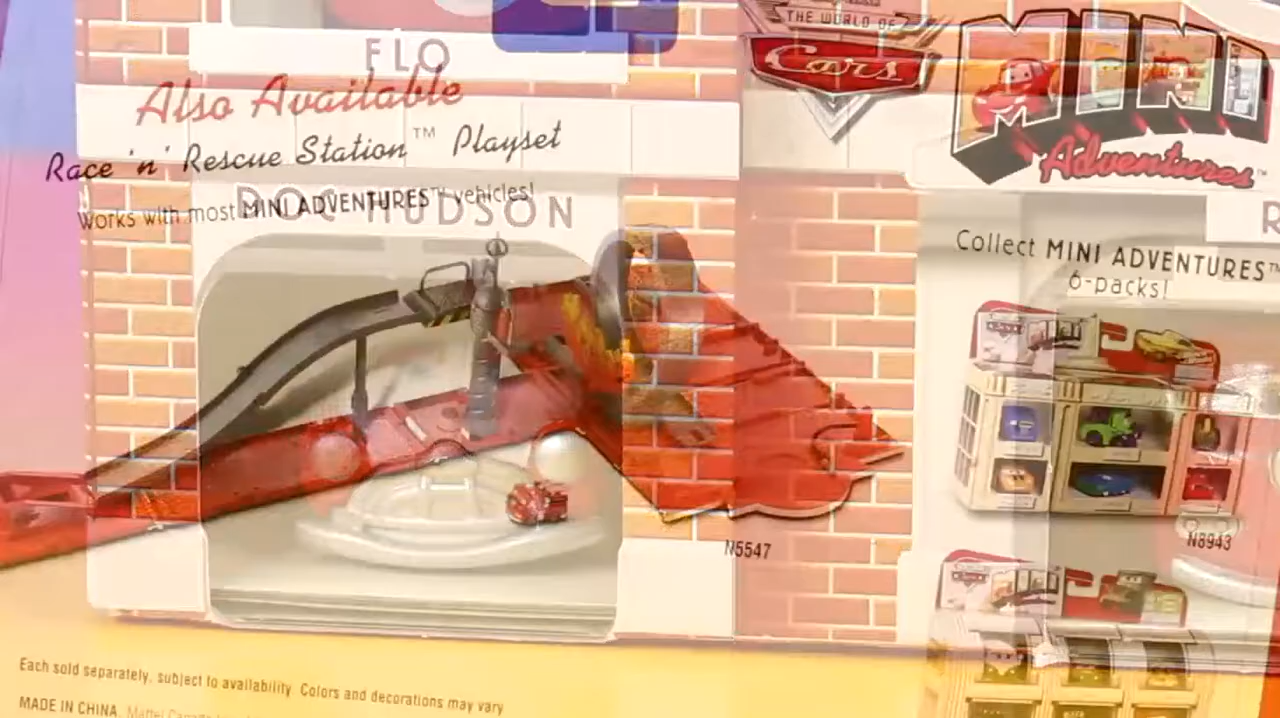 FLO
Also Available
Race 'n' Rescue Station™ Playset
Works with most MINI ADVENTURES™ vehicles!
DOC HUDSON
THE WORLD OF
Cars
MINI
Adventures™
Collect MINI ADVENTURES™
6-packs!
N5547
N8943
Each sold separately, subject to availability. Colors and decorations may vary
MADE IN CHINA.